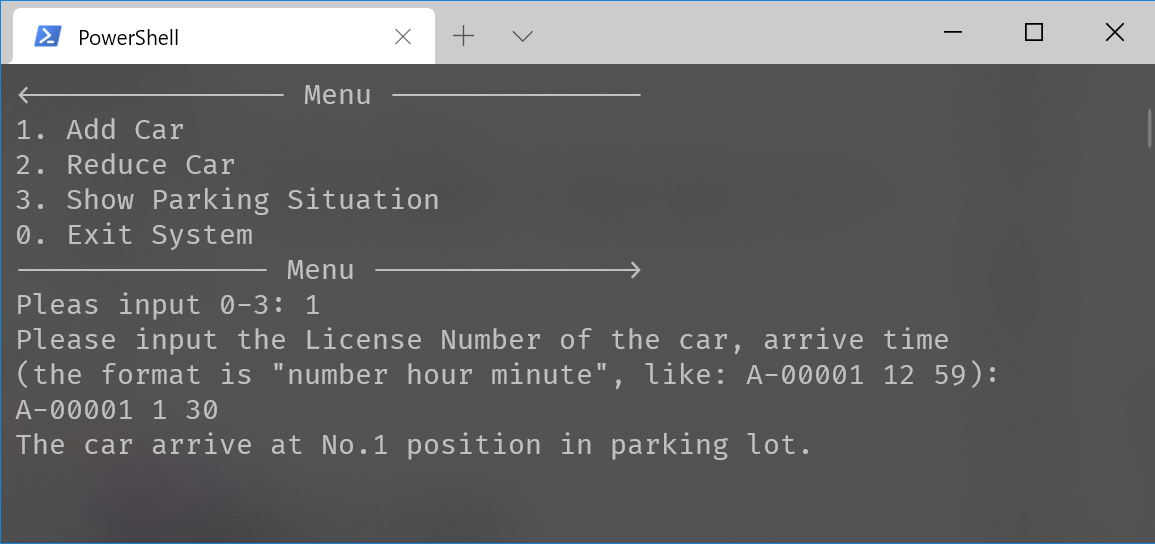 PowerShell
<—————————————— Menu ——————————————
1. Add Car
2. Reduce Car
3. Show Parking Situation
0. Exit System
—————————————— Menu ——————————————>
Pleas input 0-3: 1
Please input the License Number of the car, arrive time
(the format is "number hour minute", like: A-00001 12 59):
A-00001 1 30
The car arrive at No.1 position in parking lot.